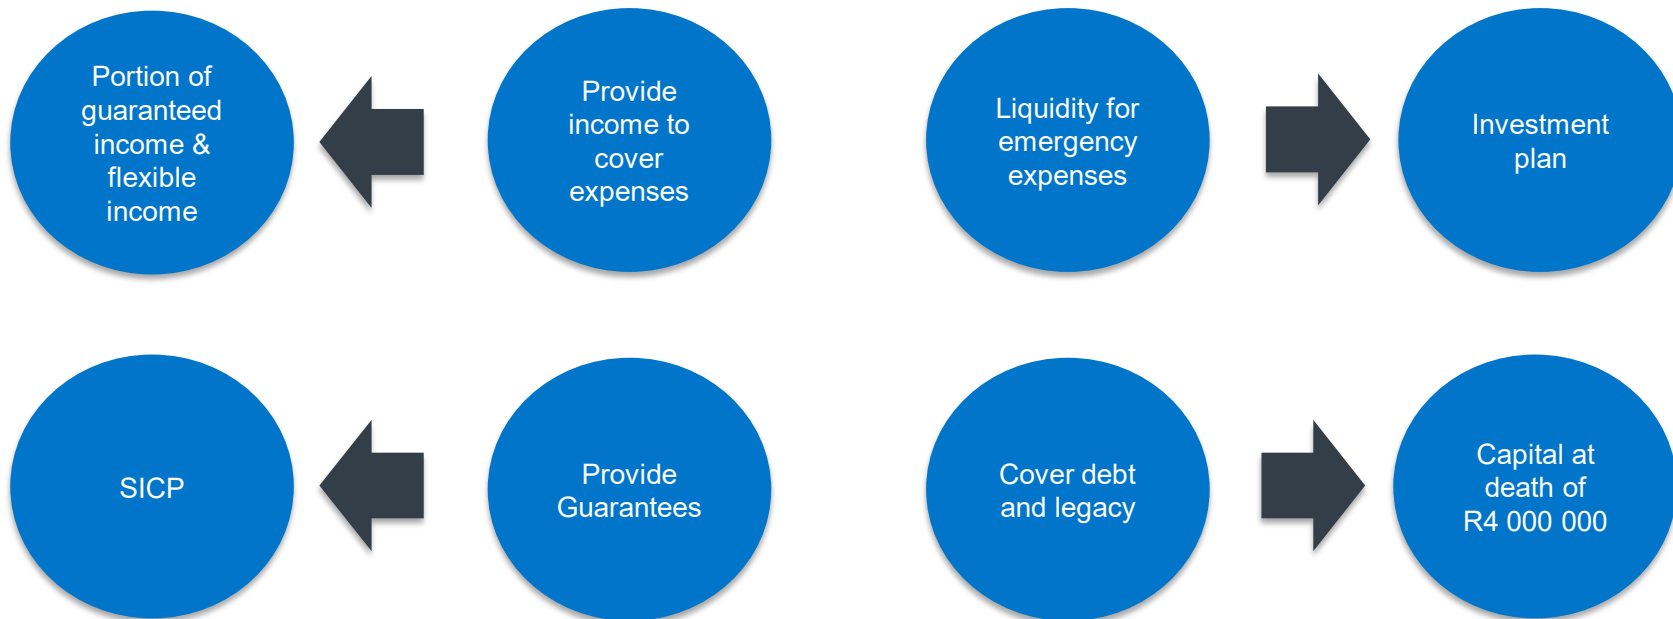 Portion of
guaranteed
income &
flexible
income
Provide
income to
cover
expenses
Liquidity for
emergency
expenses
Investment
plan
SICP
Provide
Guarantees
Cover debt
and legacy
Capital at
death of
R4 000 000